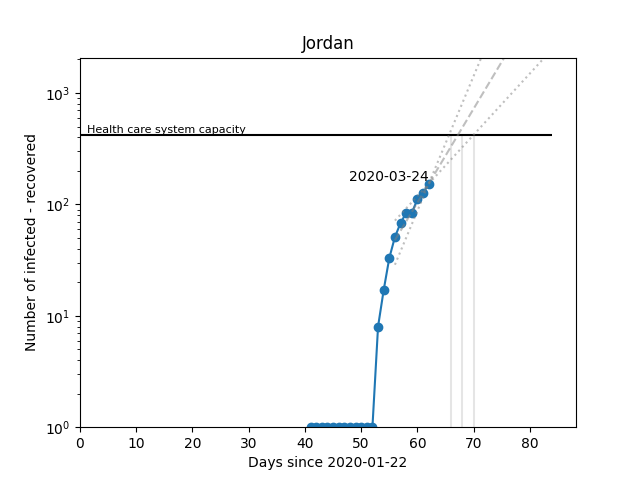 Jordan
10³
Health care system capacity
2020-03-24
10²
10¹
10⁰
Number of infected - recovered
0 10 20 30 40 50 60 70 80
Days since 2020-01-22